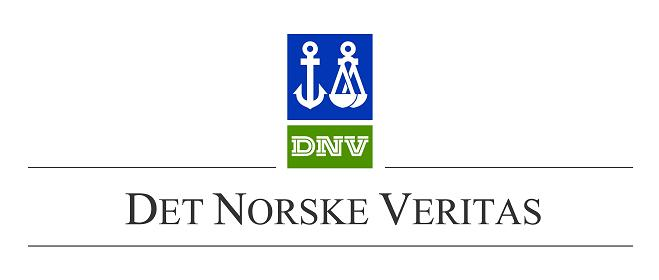 DNV
DET NORSKE VERITAS